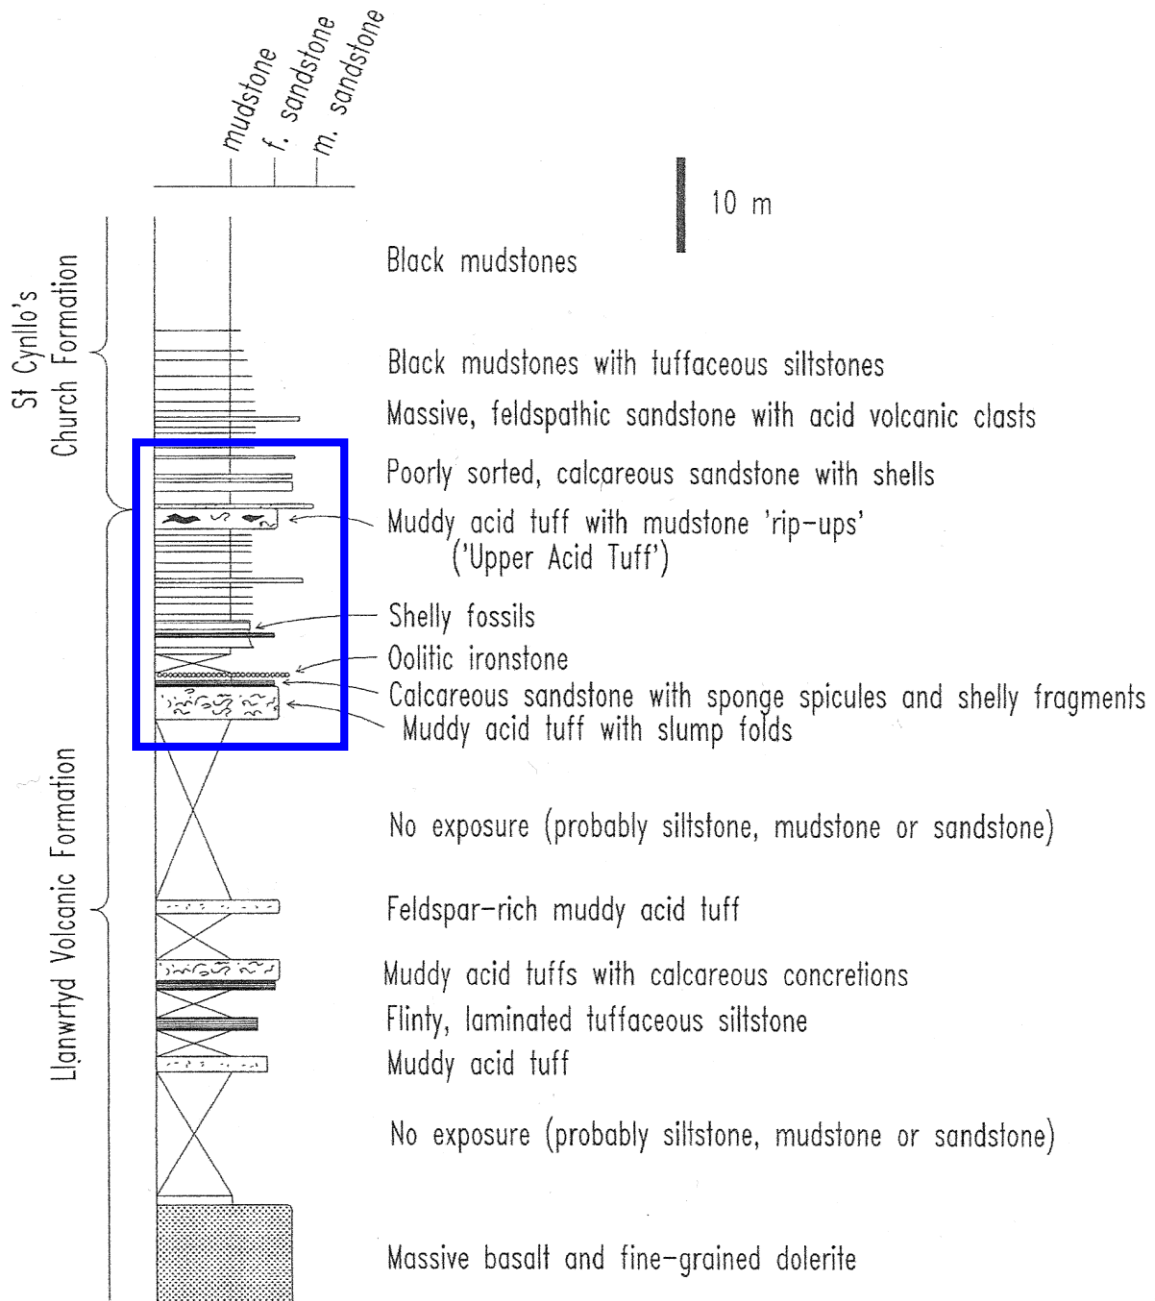 mudstone
f. sandstone
m. sandstone
10 m
St Cynllo's
Church Formation
Llanwrtyd Volcanic Formation
Black mudstones
Black mudstones with tuffaceous siltstones
Massive, feldspathic sandstone with acid volcanic clasts
Poorly sorted, calcareous sandstone with shells
Muddy acid tuff with mudstone 'rip-ups'
('Upper Acid Tuff')
Shelly fossils
Oolitic ironstone
Calcareous sandstone with sponge spicules and shelly fragments
Muddy acid tuff with slump folds
No exposure (probably siltstone, mudstone or sandstone)
Feldspar-rich muddy acid tuff
Muddy acid tuffs with calcareous concretions
Flinty, laminated tuffaceous siltstone
Muddy acid tuff
No exposure (probably siltstone, mudstone or sandstone)
Massive basalt and fine-grained dolerite